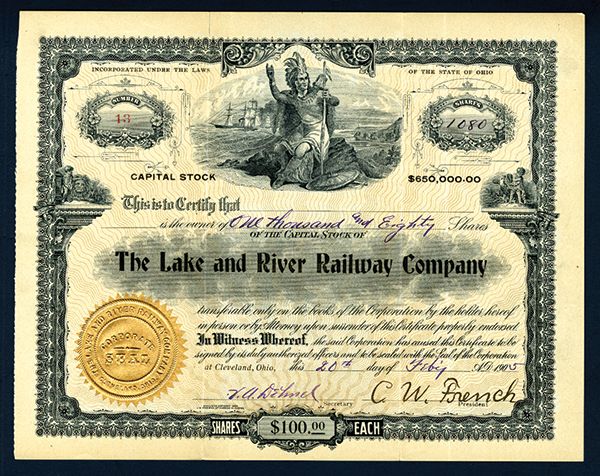 INCORPORATED UNDER THE LAWS OF THE STATE OF OHIO
NUMBER
13
SHARES
1080
CAPITAL STOCK $650,000.00
This is to Certify that
is the owner of One thousand and Eighty Shares
OF THE CAPITAL STOCK OF
The Lake and River Railway Company
transferable only on the books of the Corporation by the holder hereof
in person or by Attorney upon surrender of this Certificate properly endorsed.
In Witness Whereof, the said Corporation has caused this Certificate to be
signed by its duly authorized officers and to be sealed with the Seal of the Corporation
at Cleveland, Ohio, this 20th day of Feby A.D. 1905
Secretary
C. W. French
President
CORPORATE
SEAL
SHARES $100.00 EACH